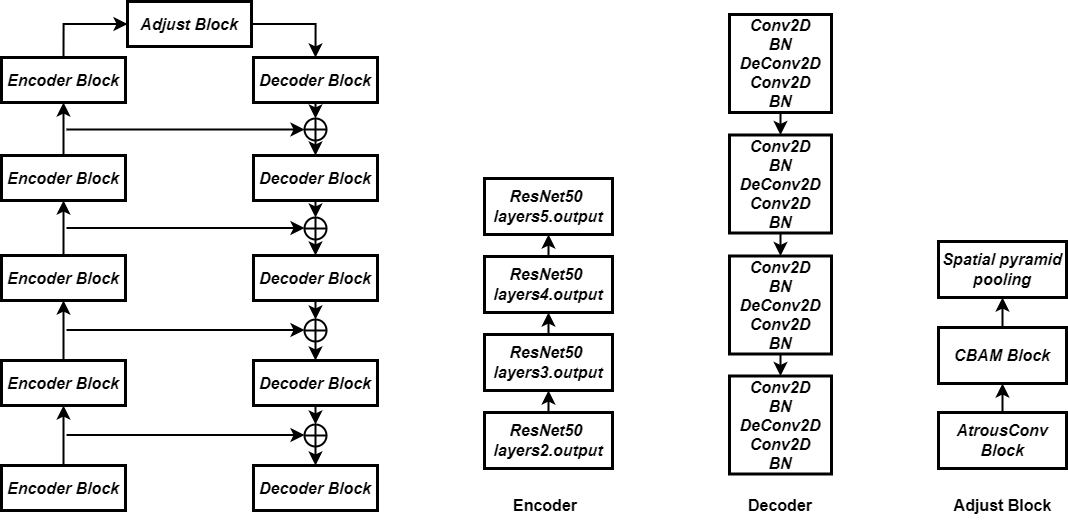 Adjust Block
Encoder Block
Decoder Block
Encoder Block
Decoder Block
Encoder Block
Decoder Block
Encoder Block
Decoder Block
Encoder Block
Decoder Block
ResNet50
layers5.output
ResNet50
layers4.output
ResNet50
layers3.output
ResNet50
layers2.output
Encoder
Conv2D
BN
DeConv2D
Conv2D
BN
Conv2D
BN
DeConv2D
Conv2D
BN
Conv2D
BN
DeConv2D
Conv2D
BN
Conv2D
BN
DeConv2D
Conv2D
BN
Decoder
Spatial pyramid
pooling
CBAM Block
AtrousConv
Block
Adjust Block